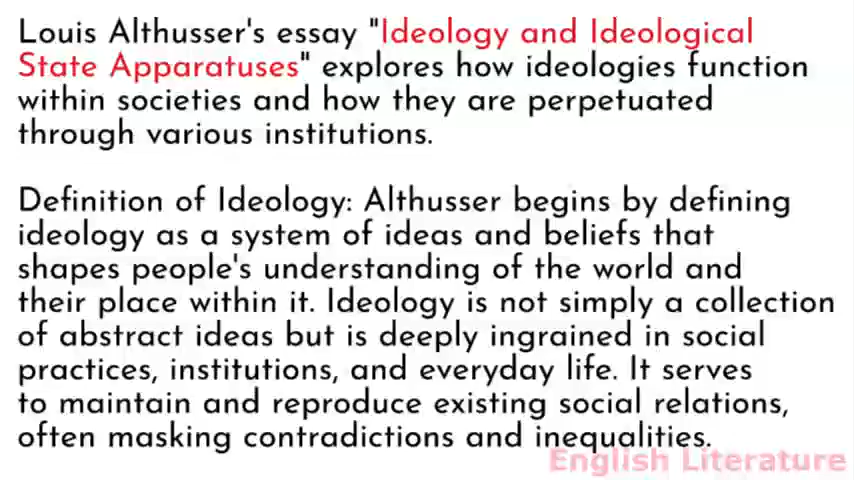 Louis Althusser's essay "Ideology and Ideological
State Apparatuses" explores how ideologies function
within societies and how they are perpetuated
through various institutions.
Definition of Ideology: Althusser begins by defining
ideology as a system of ideas and beliefs that
shapes people's understanding of the world and
their place within it. Ideology is not simply a collection
of abstract ideas but is deeply ingrained in social
practices, institutions, and everyday life. It serves
to maintain and reproduce existing social relations,
often masking contradictions and inequalities.
English Literature